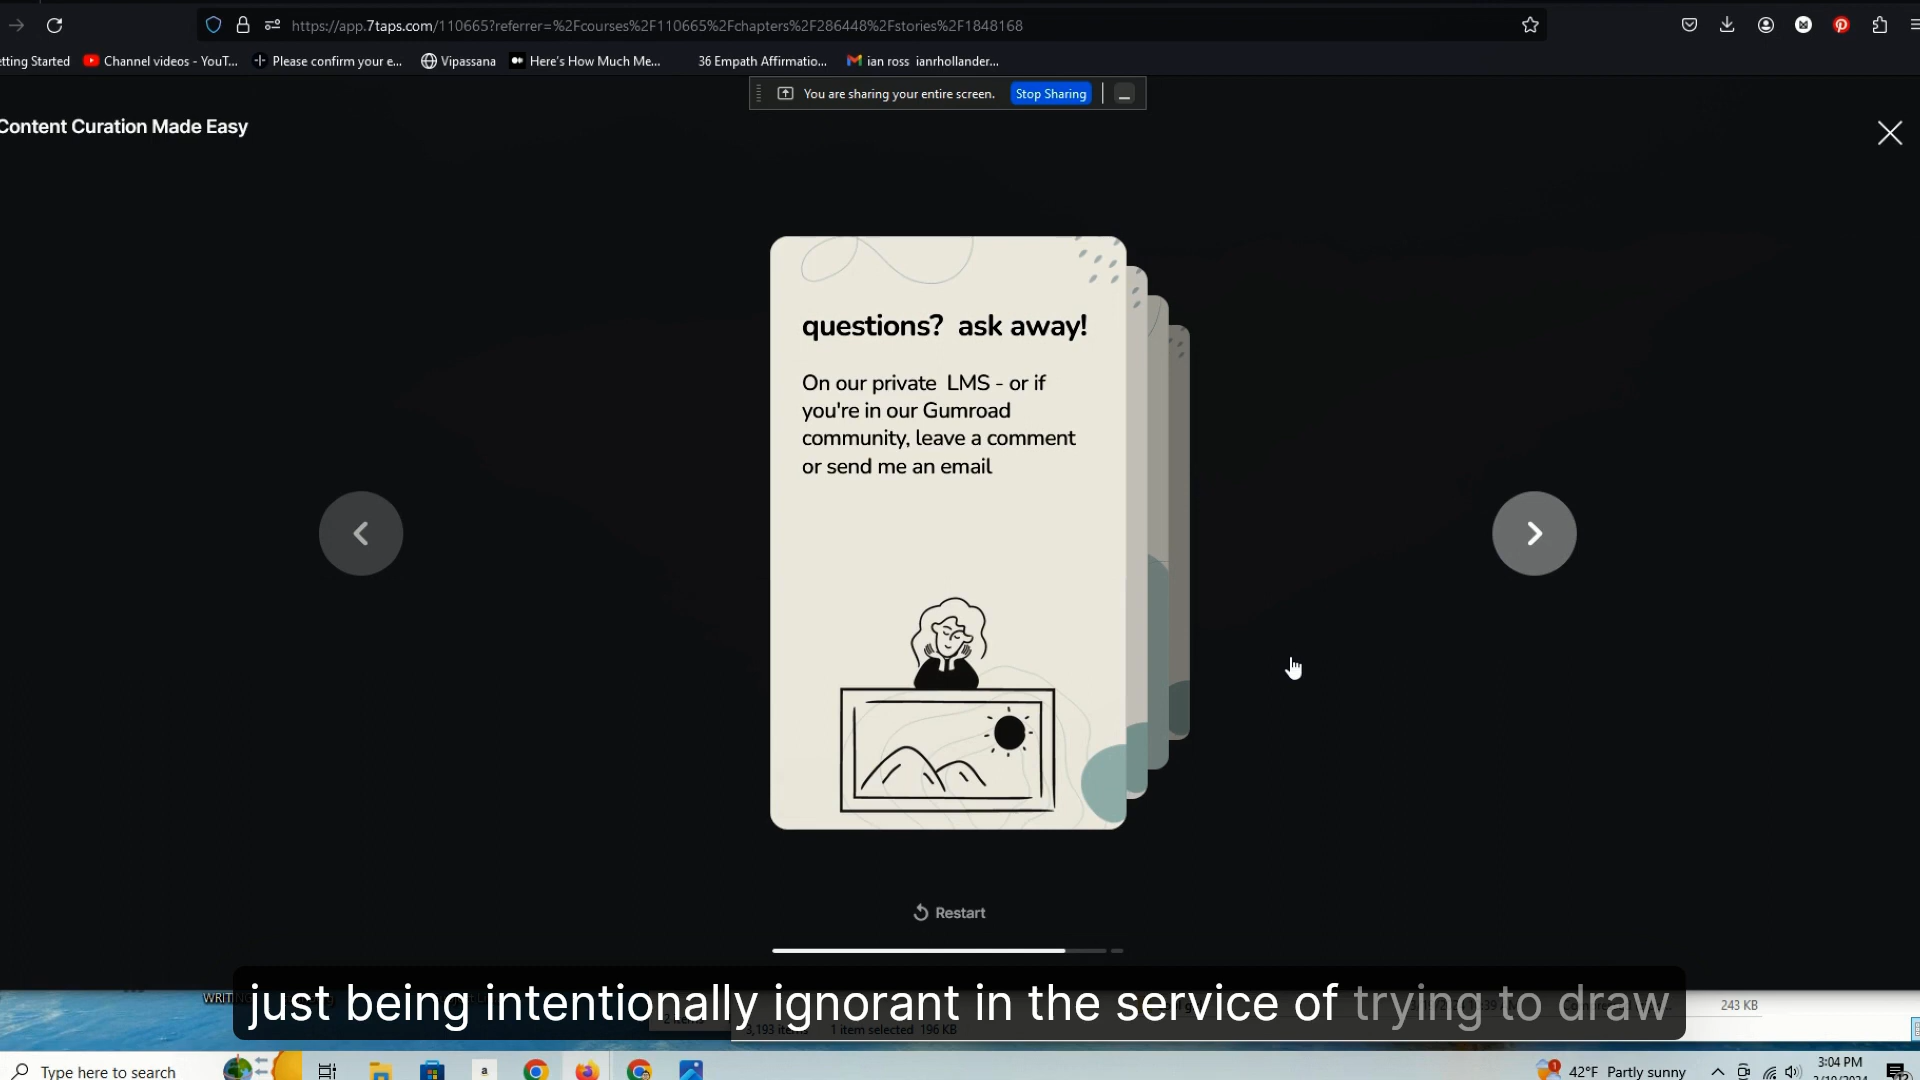 https://app.7taps.com/110665?referrer=%2Fcourses%2F110665%2Fchapters%2F286448%2Fstories%2F1848168
etting Started
Channel videos - YouT...
Please confirm your e...
Vipassana
Here's How Much Me...
36 Empath Affirmatio...
ian ross ianrhollander...
You are sharing your entire screen.
Stop Sharing
Content Curation Made Easy
questions? ask away!
On our private LMS - or if
you're in our Gumroad
community, leave a comment
or send me an email
Restart
just being intentionally ignorant in the service of trying to draw
243 KB
3,193 items
1 item selected 196 KB
Type here to search
a
42°F Partly sunny
3:04 PM